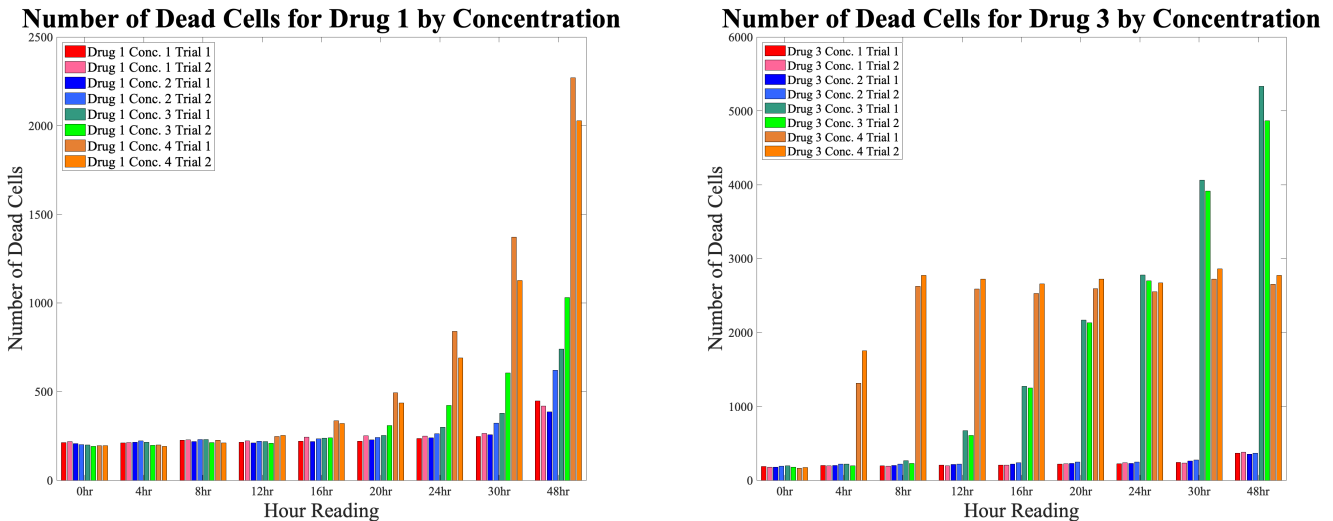 Number of Dead Cells for Drug 1 by Concentration
2500
2000
1500
1000
500
0
Number of Dead Cells
Drug 1 Conc. 1 Trial 1
Drug 1 Conc. 1 Trial 2
Drug 1 Conc. 2 Trial 1
Drug 1 Conc. 2 Trial 2
Drug 1 Conc. 3 Trial 1
Drug 1 Conc. 3 Trial 2
Drug 1 Conc. 4 Trial 1
Drug 1 Conc. 4 Trial 2
0hr 4hr 8hr 12hr 16hr 20hr 24hr 30hr 48hr
Hour Reading
Number of Dead Cells for Drug 3 by Concentration
6000
5000
4000
3000
2000
1000
0
Number of Dead Cells
Drug 3 Conc. 1 Trial 1
Drug 3 Conc. 1 Trial 2
Drug 3 Conc. 2 Trial 1
Drug 3 Conc. 2 Trial 2
Drug 3 Conc. 3 Trial 1
Drug 3 Conc. 3 Trial 2
Drug 3 Conc. 4 Trial 1
Drug 3 Conc. 4 Trial 2
0hr 4hr 8hr 12hr 16hr 20hr 24hr 30hr 48hr
Hour Reading